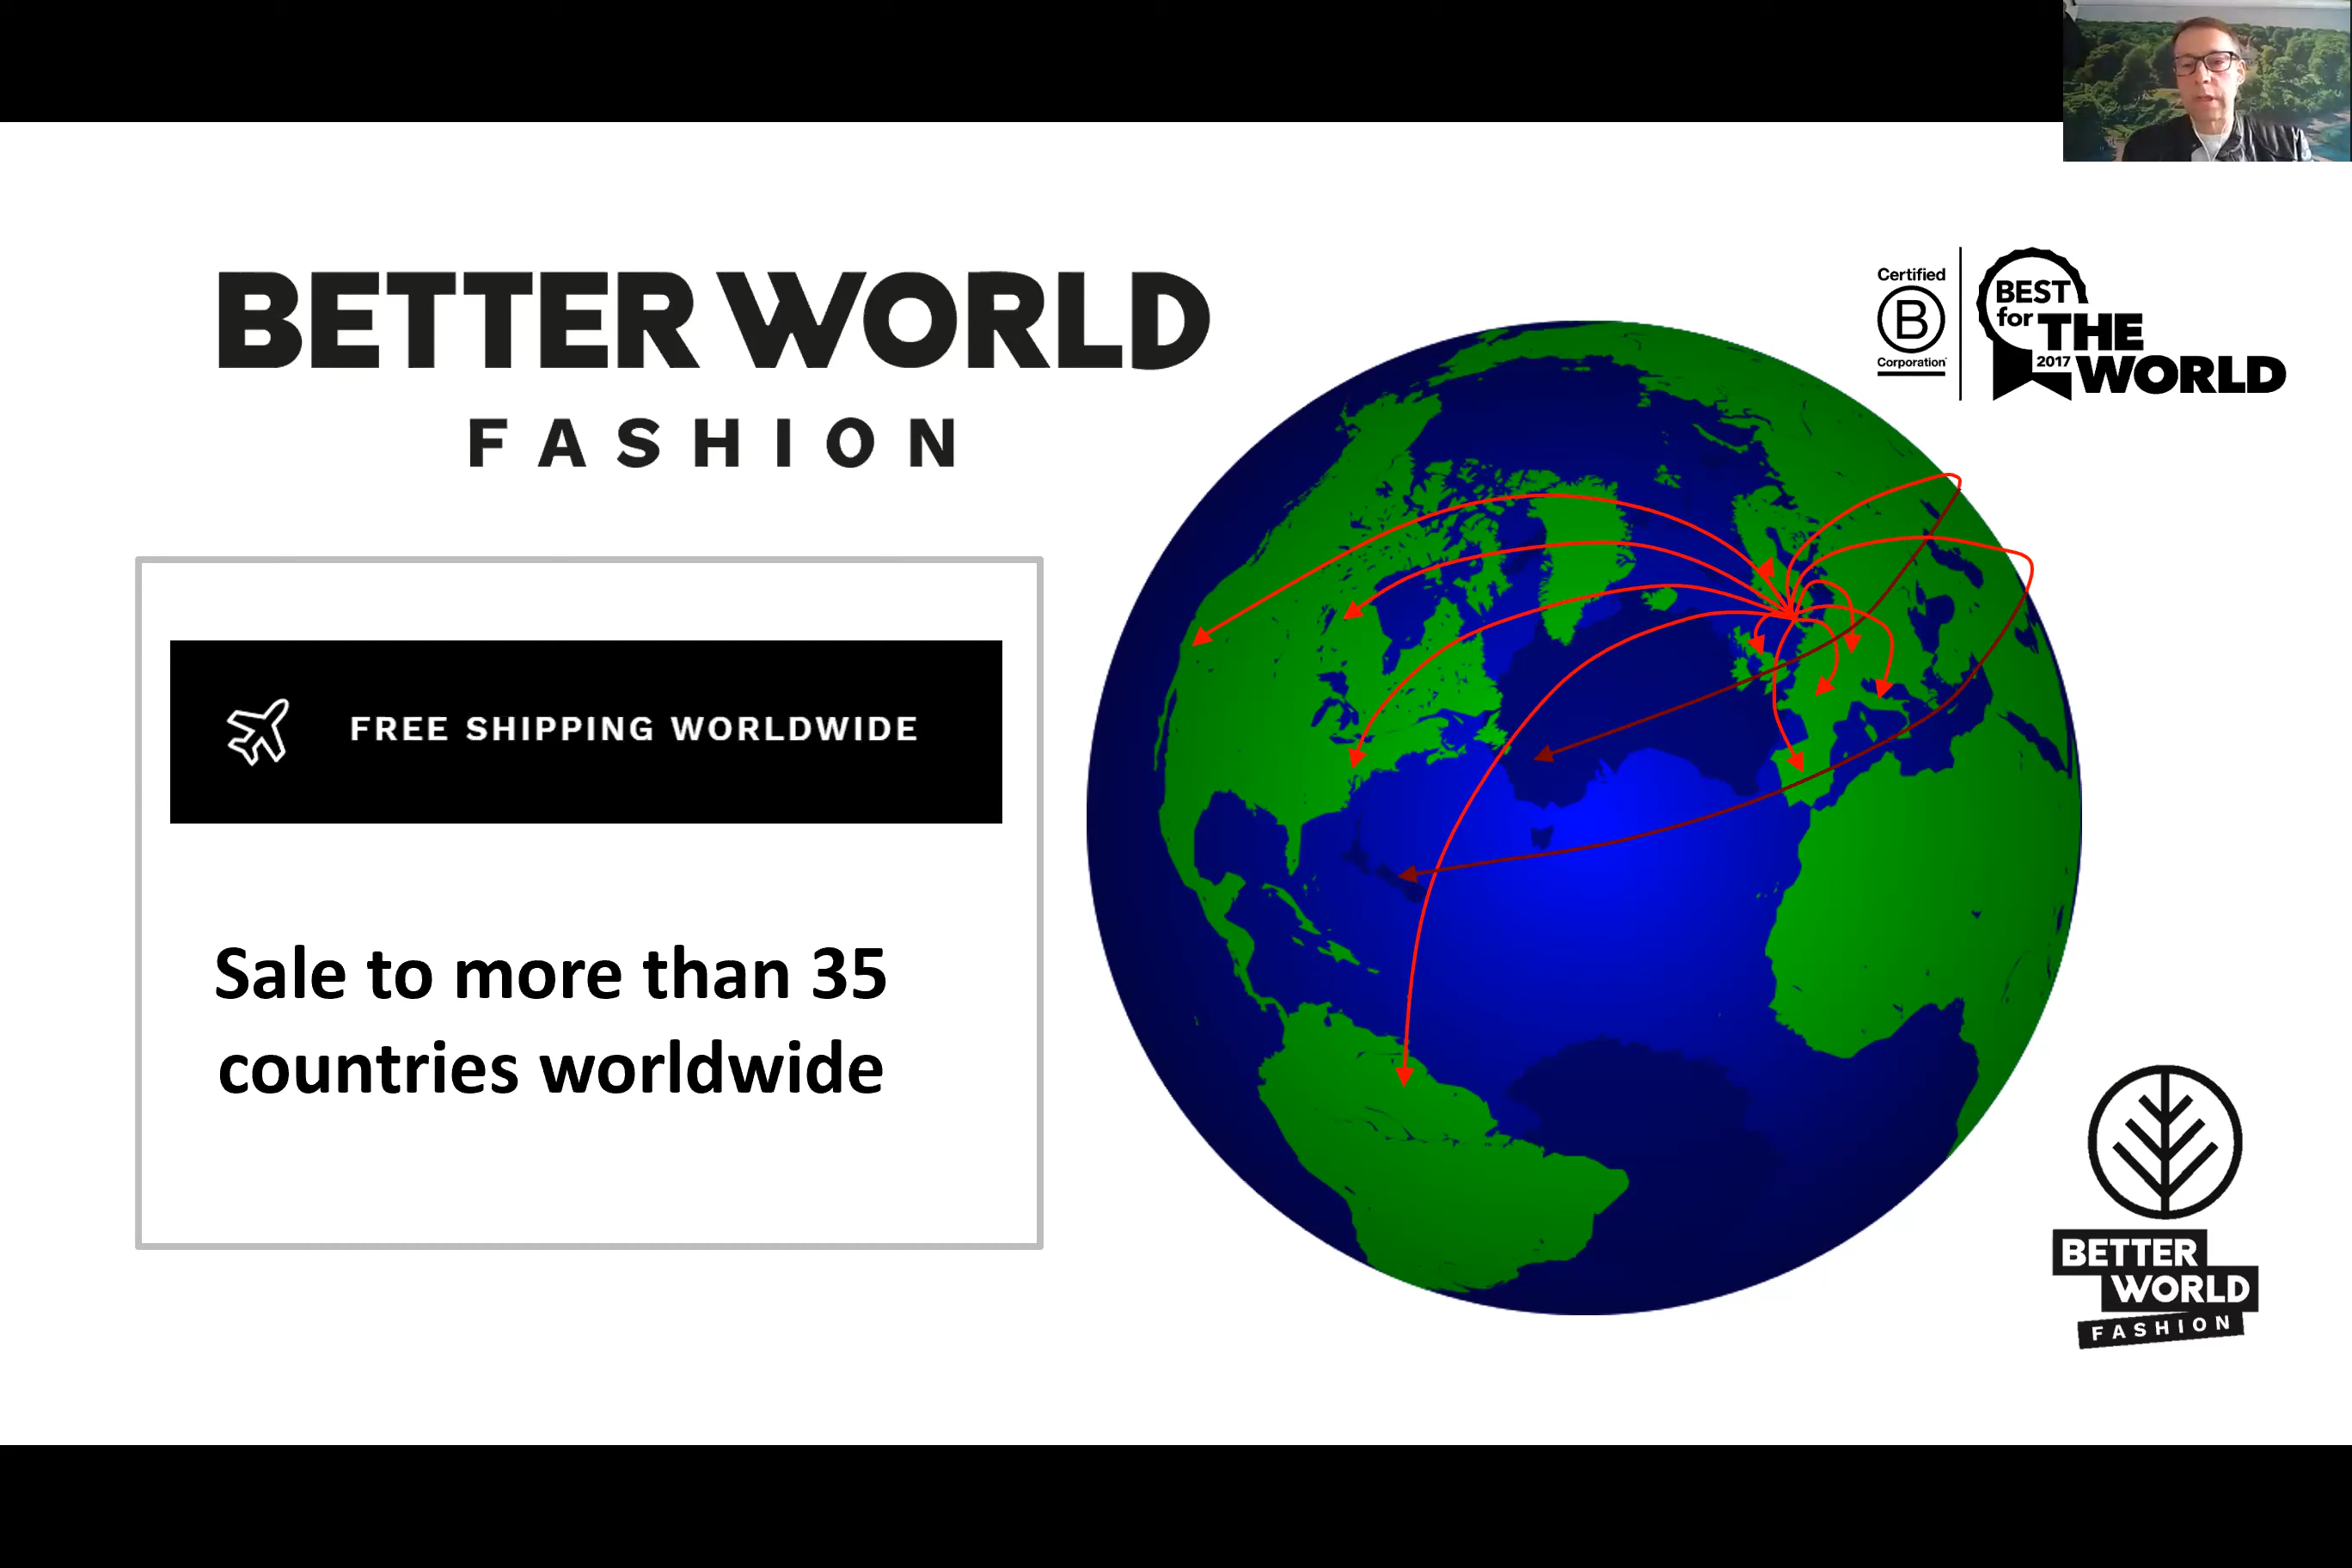 BETTER WORLD
FASHION
Certified
B
Corporation
BEST
for THE
2017 WORLD
FREE SHIPPING WORLDWIDE
Sale to more than 35
countries worldwide
BETTER
WORLD
FASHION